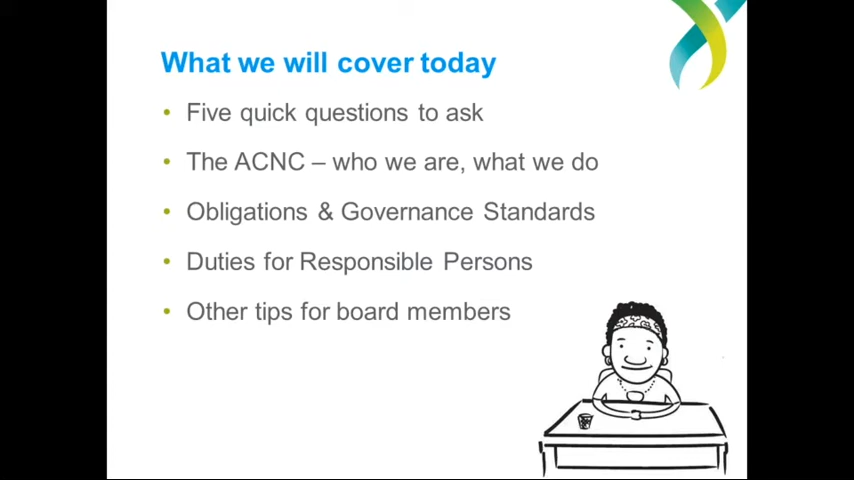 What we will cover today
• Five quick questions to ask
• The ACNC – who we are, what we do
• Obligations & Governance Standards
• Duties for Responsible Persons
• Other tips for board members